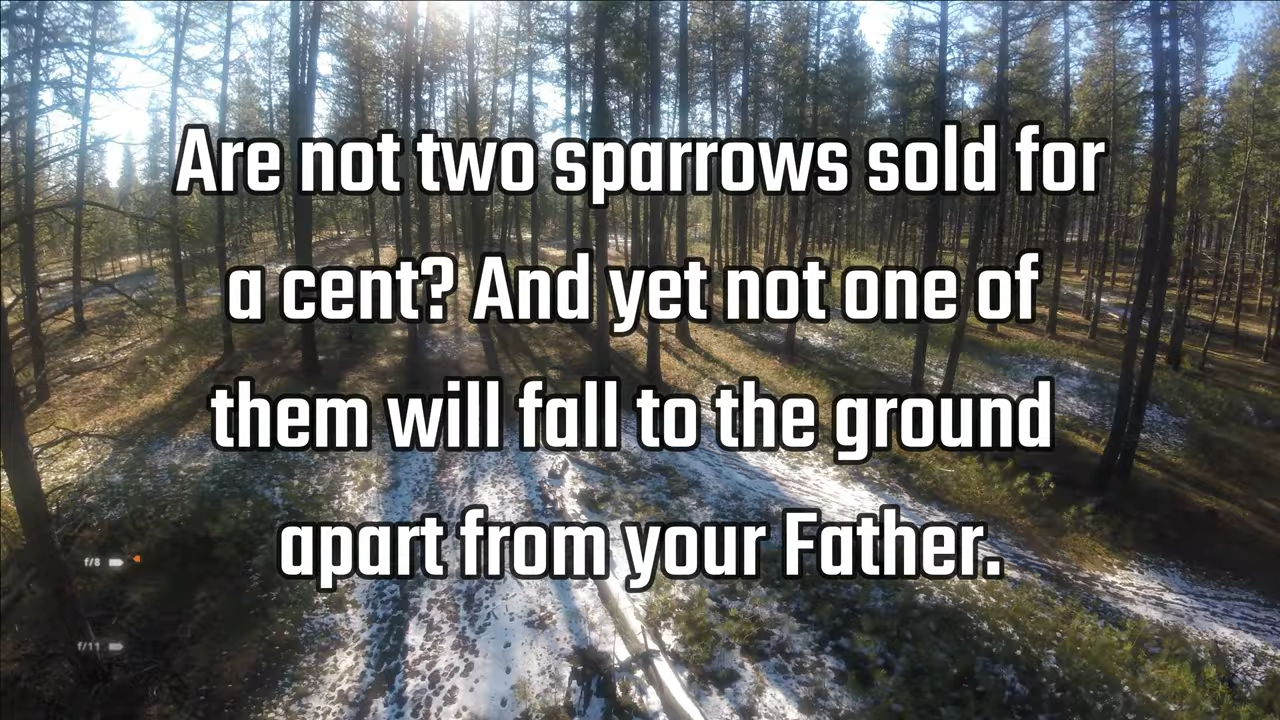 Are not two sparrows sold for
a cent? And yet not one of
them will fall to the ground
apart from your Father.
f/8
f/11